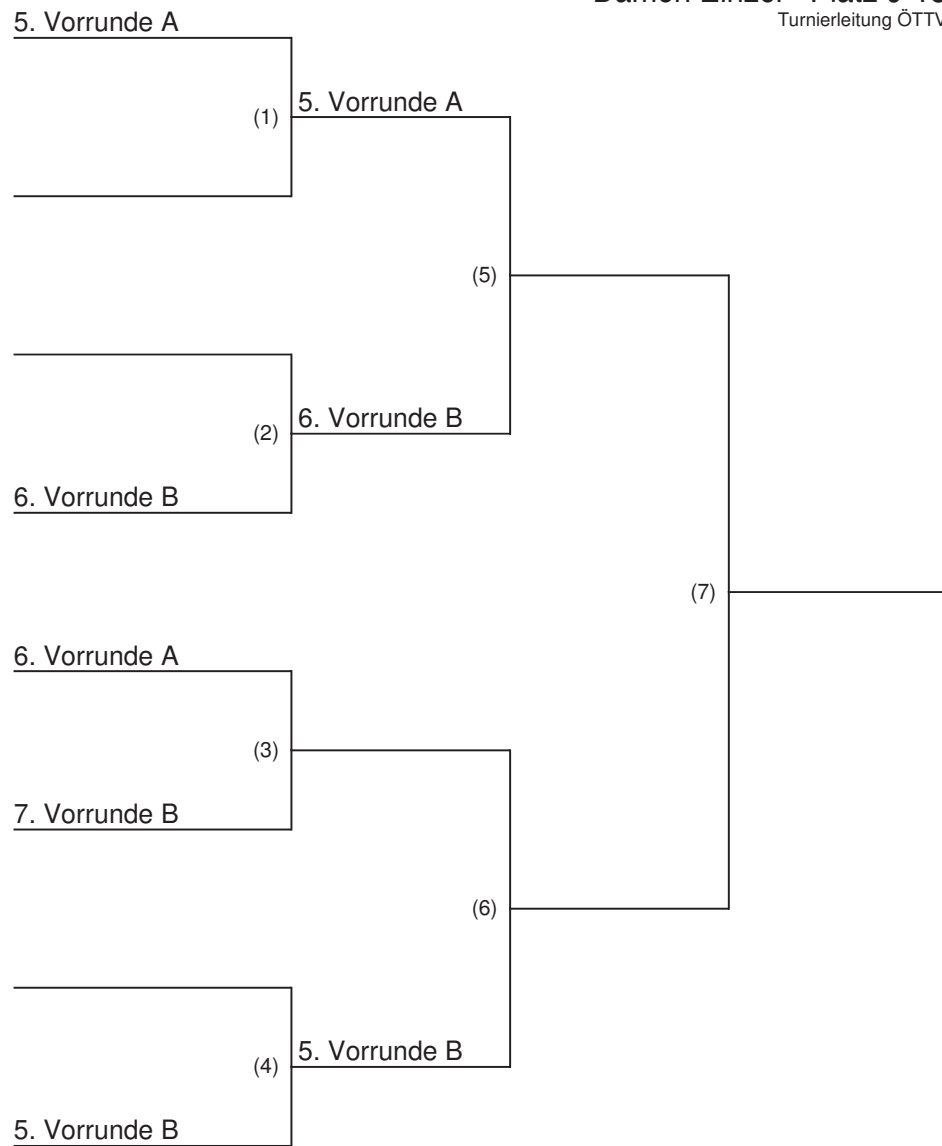 Turnierleitung ÖTTV
5. Vorrunde A
(1)
5. Vorrunde A
(5)
(2)
6. Vorrunde B
6. Vorrunde B
(7)
6. Vorrunde A
(3)
7. Vorrunde B
(6)
(4)
5. Vorrunde B
5. Vorrunde B